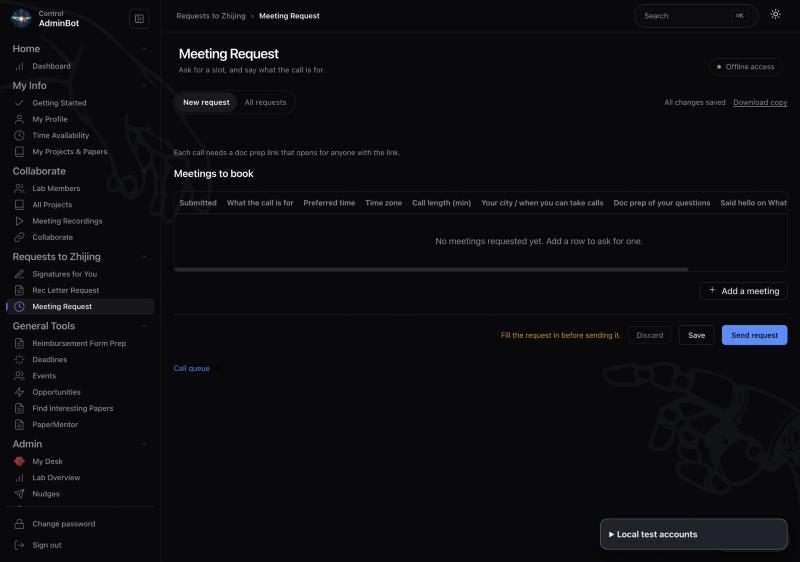 Control
AdminBot
Home
Dashboard
My Info
Getting Started
My Profile
Time Availability
My Projects & Papers
Collaborate
Lab Members
All Projects
Meeting Recordings
Collaborate
Requests to Zhijing
Signatures for You
Rec Letter Request
Meeting Request
General Tools
Reimbursement Form Prep
Deadlines
Events
Opportunities
Find Interesting Papers
PaperMentor
Admin
My Desk
Lab Overview
Nudges
Change password
Sign out
Requests to Zhijing › Meeting Request
Search ⌘K
Meeting Request
Ask for a slot, and say what the call is for.
Offline access
New request All requests
All changes saved Download copy
Each call needs a doc prep link that opens for anyone with the link.
Meetings to book
Submitted What the call is for Preferred time Time zone Call length (min) Your city / when you can take calls Doc prep of your questions Said hello on What
No meetings requested yet. Add a row to ask for one.
+ Add a meeting
Fill the request in before sending it. Discard Save Send request
Call queue
Local test accounts